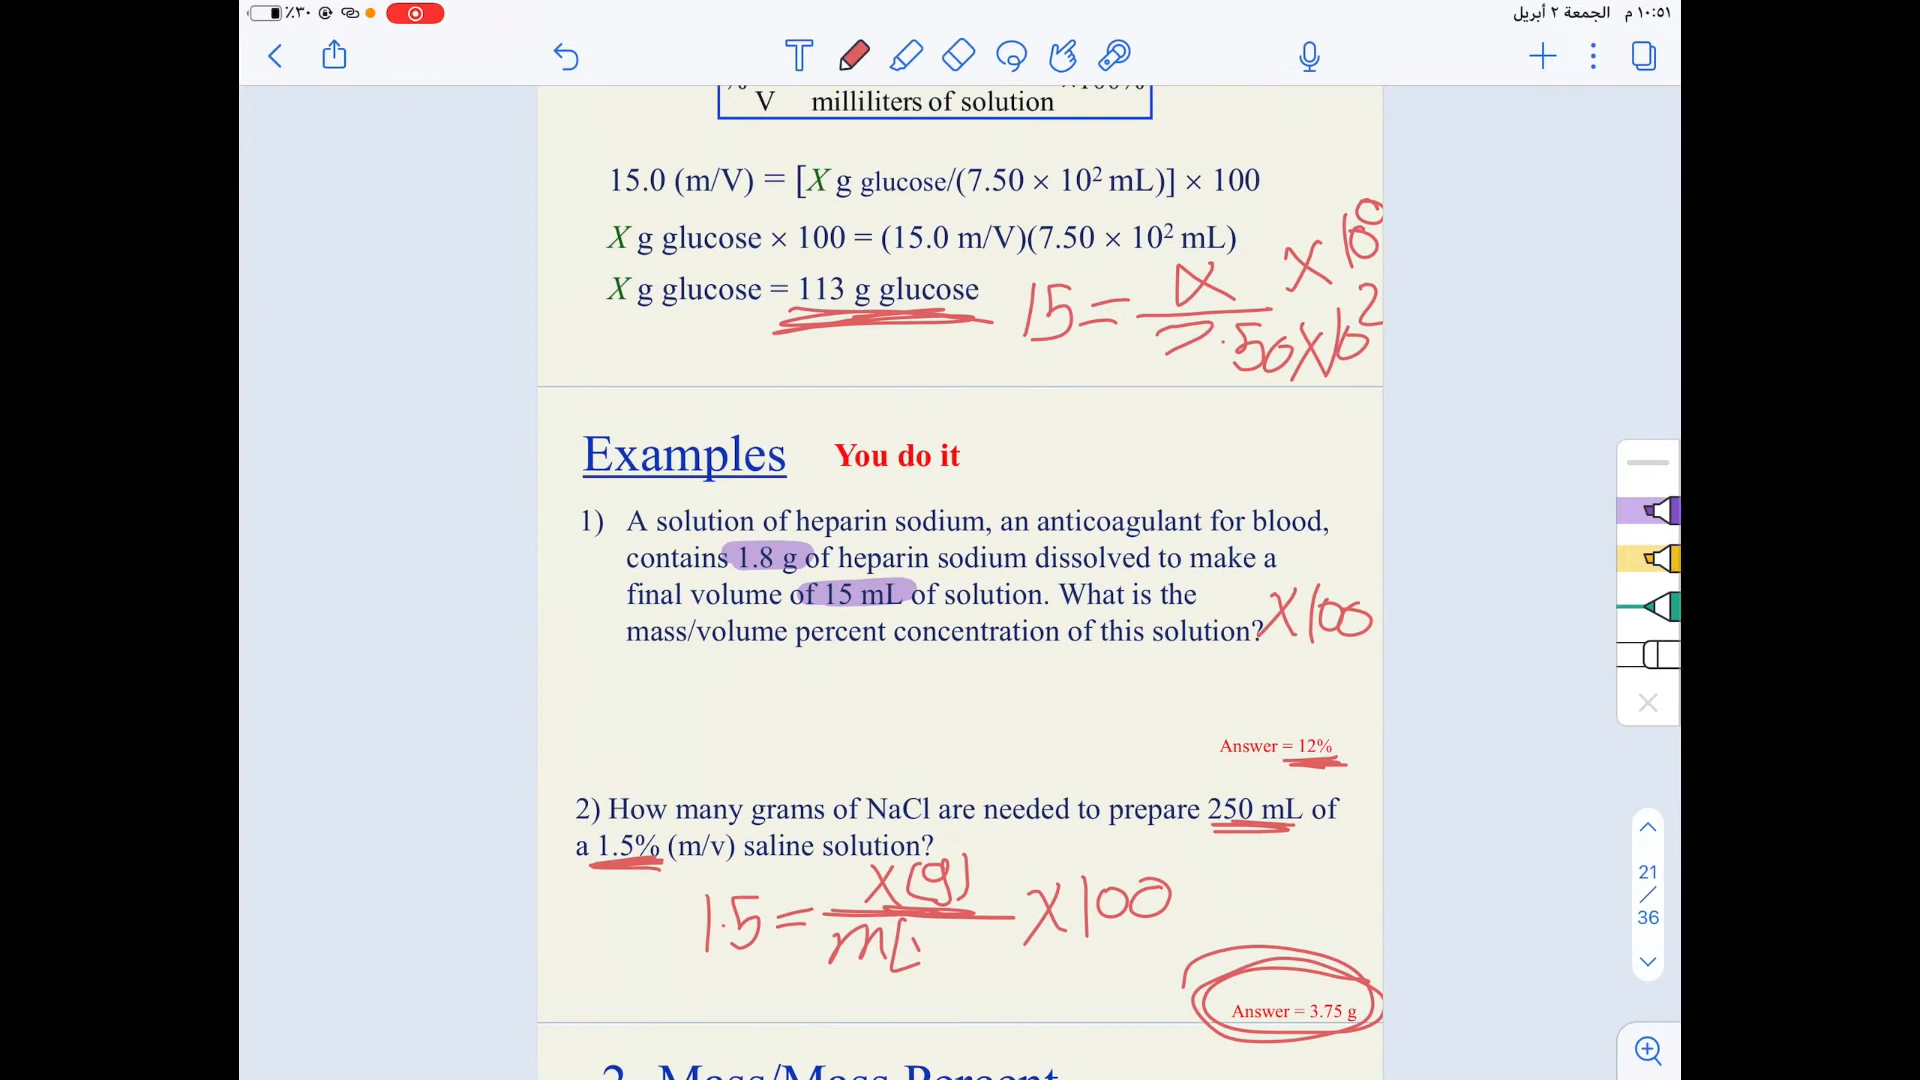 ٪٣٠
١٠:٥١ م الجمعة ٢ أبريل
V milliliters of solution
15.0 (m/V) = [X g glucose/(7.50 × 10² mL)] × 100
X g glucose × 100 = (15.0 m/V)(7.50 × 10² mL)
X g glucose = 113 g glucose
15 = X / 7.50 X 10² X 100
Examples You do it
1) A solution of heparin sodium, an anticoagulant for blood,
contains 1.8 g of heparin sodium dissolved to make a
final volume of 15 mL of solution. What is the
mass/volume percent concentration of this solution?
X 100
Answer = 12%
2) How many grams of NaCl are needed to prepare 250 mL of
a 1.5% (m/v) saline solution?
1.5 = X (g) / mL X 100
Answer = 3.75 g
21 / 36
2. Mass/Mass Percent